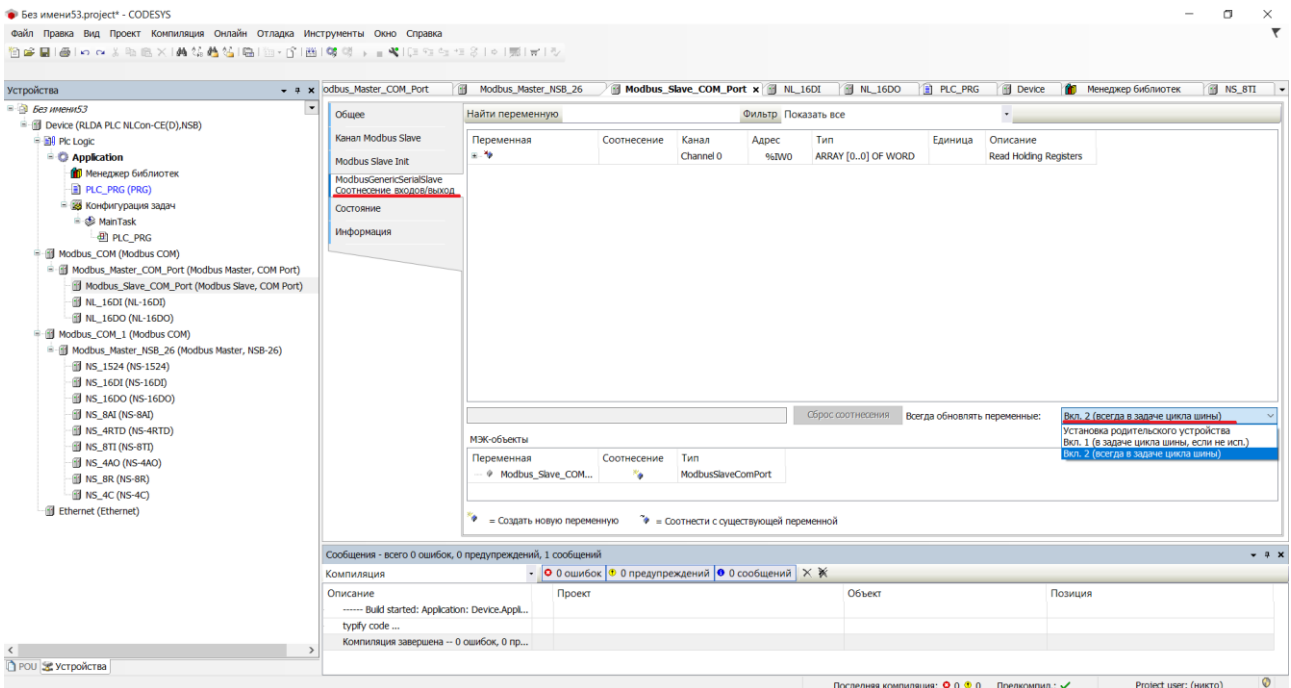 Без имени53.project* - CODESYS
Файл Правка Вид Проект Компиляция Онлайн Отладка Инструменты Окно Справка
Устройства
Без имени53
Device (RLDA PLC NLCon-CE(D),NSB)
Plc Logic
Application
Менеджер библиотек
PLC_PRG (PRG)
Конфигурация задач
MainTask
PLC_PRG
Modbus_COM (Modbus COM)
Modbus_Master_COM_Port (Modbus Master, COM Port)
Modbus_Slave_COM_Port (Modbus Slave, COM Port)
NL_16DI (NL-16DI)
NL_16DO (NL-16DO)
Modbus_COM_1 (Modbus COM)
Modbus_Master_NSB_26 (Modbus Master, NSB-26)
NS_1524 (NS-1524)
NS_16DI (NS-16DI)
NS_16DO (NS-16DO)
NS_8AI (NS-8AI)
NS_4RTD (NS-4RTD)
NS_8TI (NS-8TI)
NS_4AO (NS-4AO)
NS_8R (NS-8R)
NS_4C (NS-4C)
Ethernet (Ethernet)
POU Устройства
odbus_Master_COM_Port Modbus_Master_NSB_26 Modbus_Slave_COM_Port NL_16DI NL_16DO PLC_PRG Device Менеджер библиотек NS_8TI
Общее
Канал Modbus Slave
Modbus Slave Init
ModbusGenericSerialSlave
Соотнесение входов/выход
Состояние
Информация
Найти переменную Фильтр Показать все
Переменная Соотнесение Канал Адрес Тип Единица Описание
Channel 0 %IW0 ARRAY [0..0] OF WORD Read Holding Registers
Сброс соотнесения Всегда обновлять переменные: Вкл. 2 (всегда в задаче цикла шины)
Установка родительского устройства
Вкл. 1 (в задаче цикла шины, если не исп.)
Вкл. 2 (всегда в задаче цикла шины)
МЭК-объекты
Переменная Соотнесение Тип
Modbus_Slave_COM... ModbusSlaveComPort
= Создать новую переменную = Соотнести с существующей переменной
Сообщения - всего 0 ошибок, 0 предупреждений, 1 сообщений
Компиляция 0 ошибок 0 предупреждений 0 сообщений
Описание Проект Объект Позиция
------ Build started: Application: Device.Appli...
typify code ...
Компиляция завершена -- 0 ошибок, 0 пр...
Последняя компиляция: 0 0 Предкомпил.: Project user: (никто)